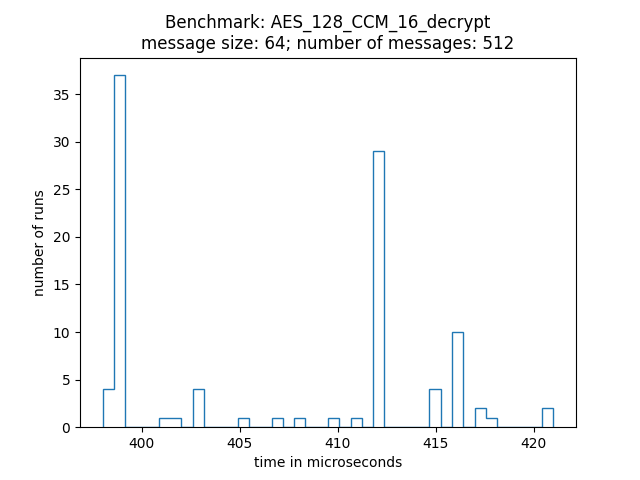 Benchmark: AES_128_CCM_16_decrypt
message size: 64; number of messages: 512
35
30
25
20
15
10
5
0
number of runs
400 405 410 415 420
time in microseconds